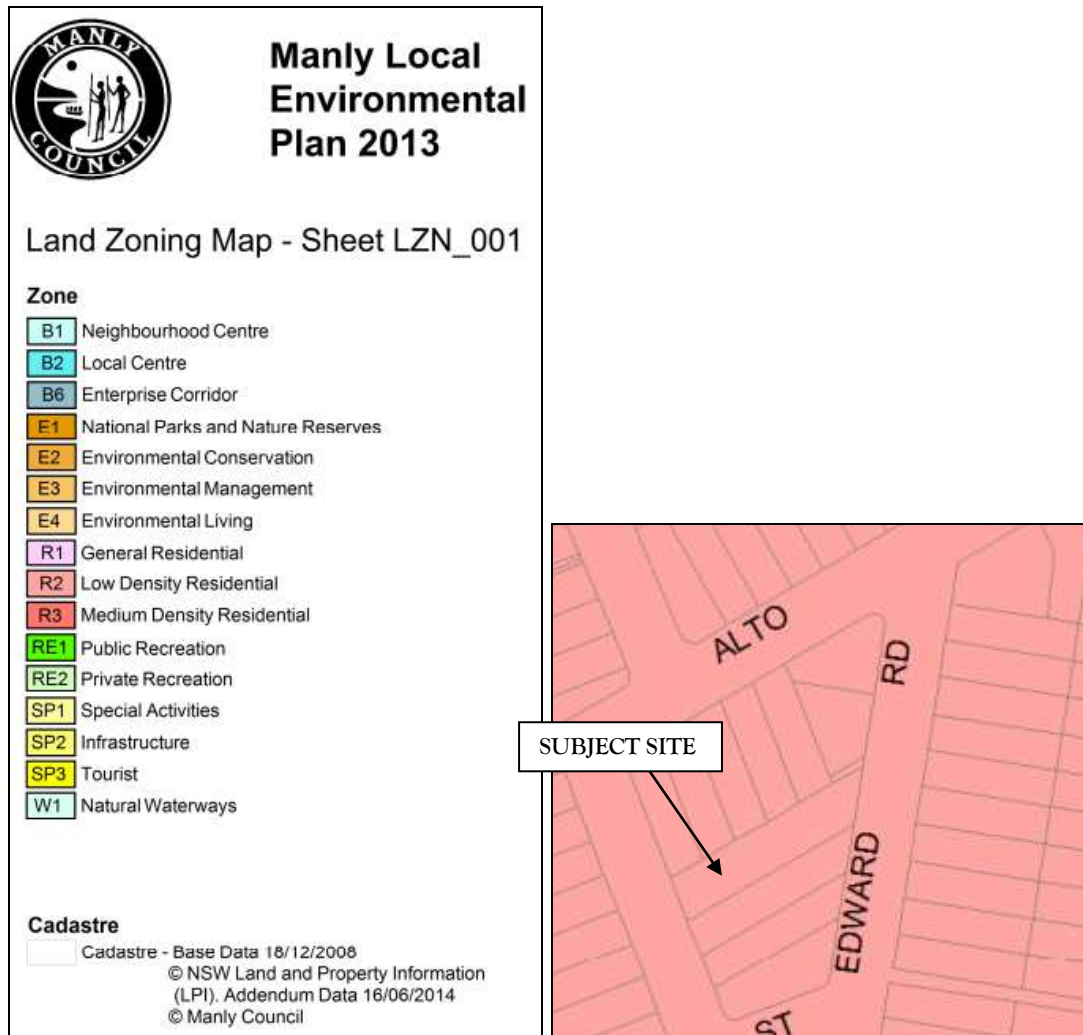 MANLY
COUNCIL
Manly Local
Environmental
Plan 2013
Land Zoning Map - Sheet LZN_001
Zone
B1 Neighbourhood Centre
B2 Local Centre
B6 Enterprise Corridor
E1 National Parks and Nature Reserves
E2 Environmental Conservation
E3 Environmental Management
E4 Environmental Living
R1 General Residential
R2 Low Density Residential
R3 Medium Density Residential
RE1 Public Recreation
RE2 Private Recreation
SP1 Special Activities
SP2 Infrastructure
SP3 Tourist
W1 Natural Waterways
Cadastre
Cadastre - Base Data 18/12/2008
© NSW Land and Property Information
(LPI). Addendum Data 16/06/2014
© Manly Council
ALTO
RD
SUBJECT SITE
EDWARD
ST